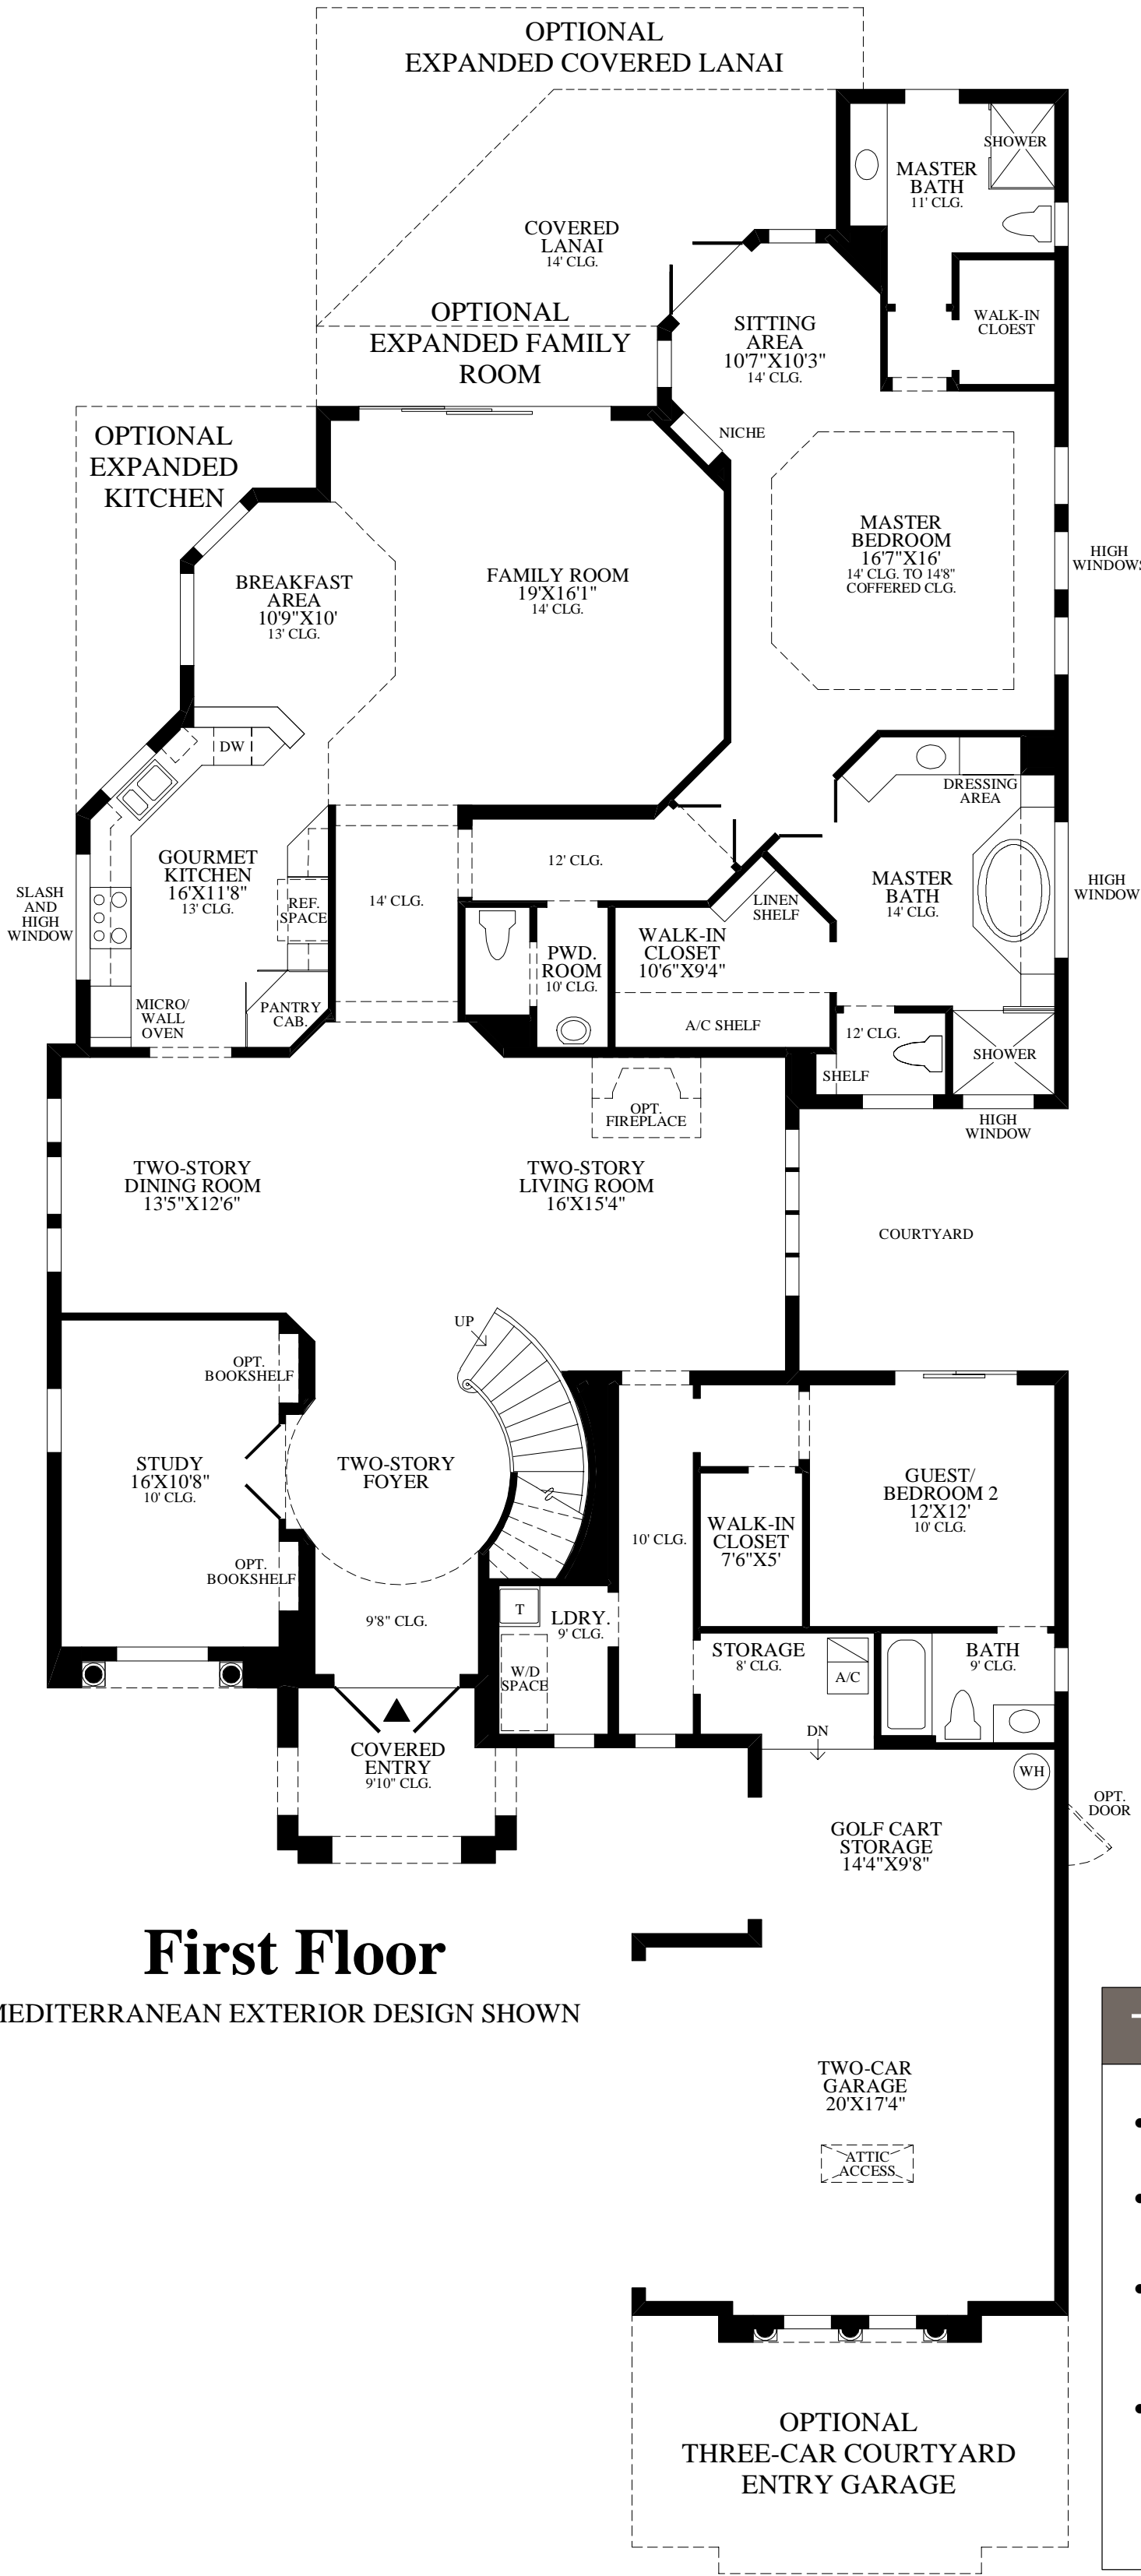 OPTIONAL
EXPANDED COVERED LANAI
SHOWER
MASTER
BATH
11' CLG.
COVERED
LANAI
14' CLG.
WALK-IN
CLOEST
OPTIONAL
EXPANDED FAMILY
ROOM
SITTING
AREA
10'7"X10'3"
14' CLG.
NICHE
OPTIONAL
EXPANDED
KITCHEN
MASTER
BEDROOM
16'7"X16'
14' CLG. TO 14'8"
COFFERED CLG.
HIGH
WINDOWS
BREAKFAST
AREA
10'9"X10'
13' CLG.
FAMILY ROOM
19'X16'1"
14' CLG.
DW
DRESSING
AREA
GOURMET
KITCHEN
16'X11'8"
13' CLG.
SLASH
AND
HIGH
WINDOW
REF.
SPACE
14' CLG.
12' CLG.
LINEN
SHELF
MASTER
BATH
14' CLG.
HIGH
WINDOW
WALK-IN
CLOSET
10'6"X9'4"
PWD.
ROOM
10' CLG.
MICRO/
WALL
OVEN
PANTRY
CAB.
A/C SHELF
12' CLG.
SHELF
SHOWER
HIGH
WINDOW
OPT.
FIREPLACE
TWO-STORY
DINING ROOM
13'5"X12'6"
TWO-STORY
LIVING ROOM
16'X15'4"
COURTYARD
UP
OPT.
BOOKSHELF
STUDY
16'X10'8"
10' CLG.
TWO-STORY
FOYER
GUEST/
BEDROOM 2
12'X12'
10' CLG.
10' CLG.
WALK-IN
CLOSET
7'6"X5'
OPT.
BOOKSHELF
9'8" CLG.
T
LDRY.
9' CLG.
W/D
SPACE
STORAGE
8' CLG.
A/C
BATH
9' CLG.
DN
COVERED
ENTRY
9'10" CLG.
WH
OPT.
DOOR
GOLF CART
STORAGE
14'4"X9'8"
First Floor
MEDITERRANEAN EXTERIOR DESIGN SHOWN
TWO-CAR
GARAGE
20'X17'4"
ATTIC
ACCESS
OPTIONAL
THREE-CAR COURTYARD
ENTRY GARAGE